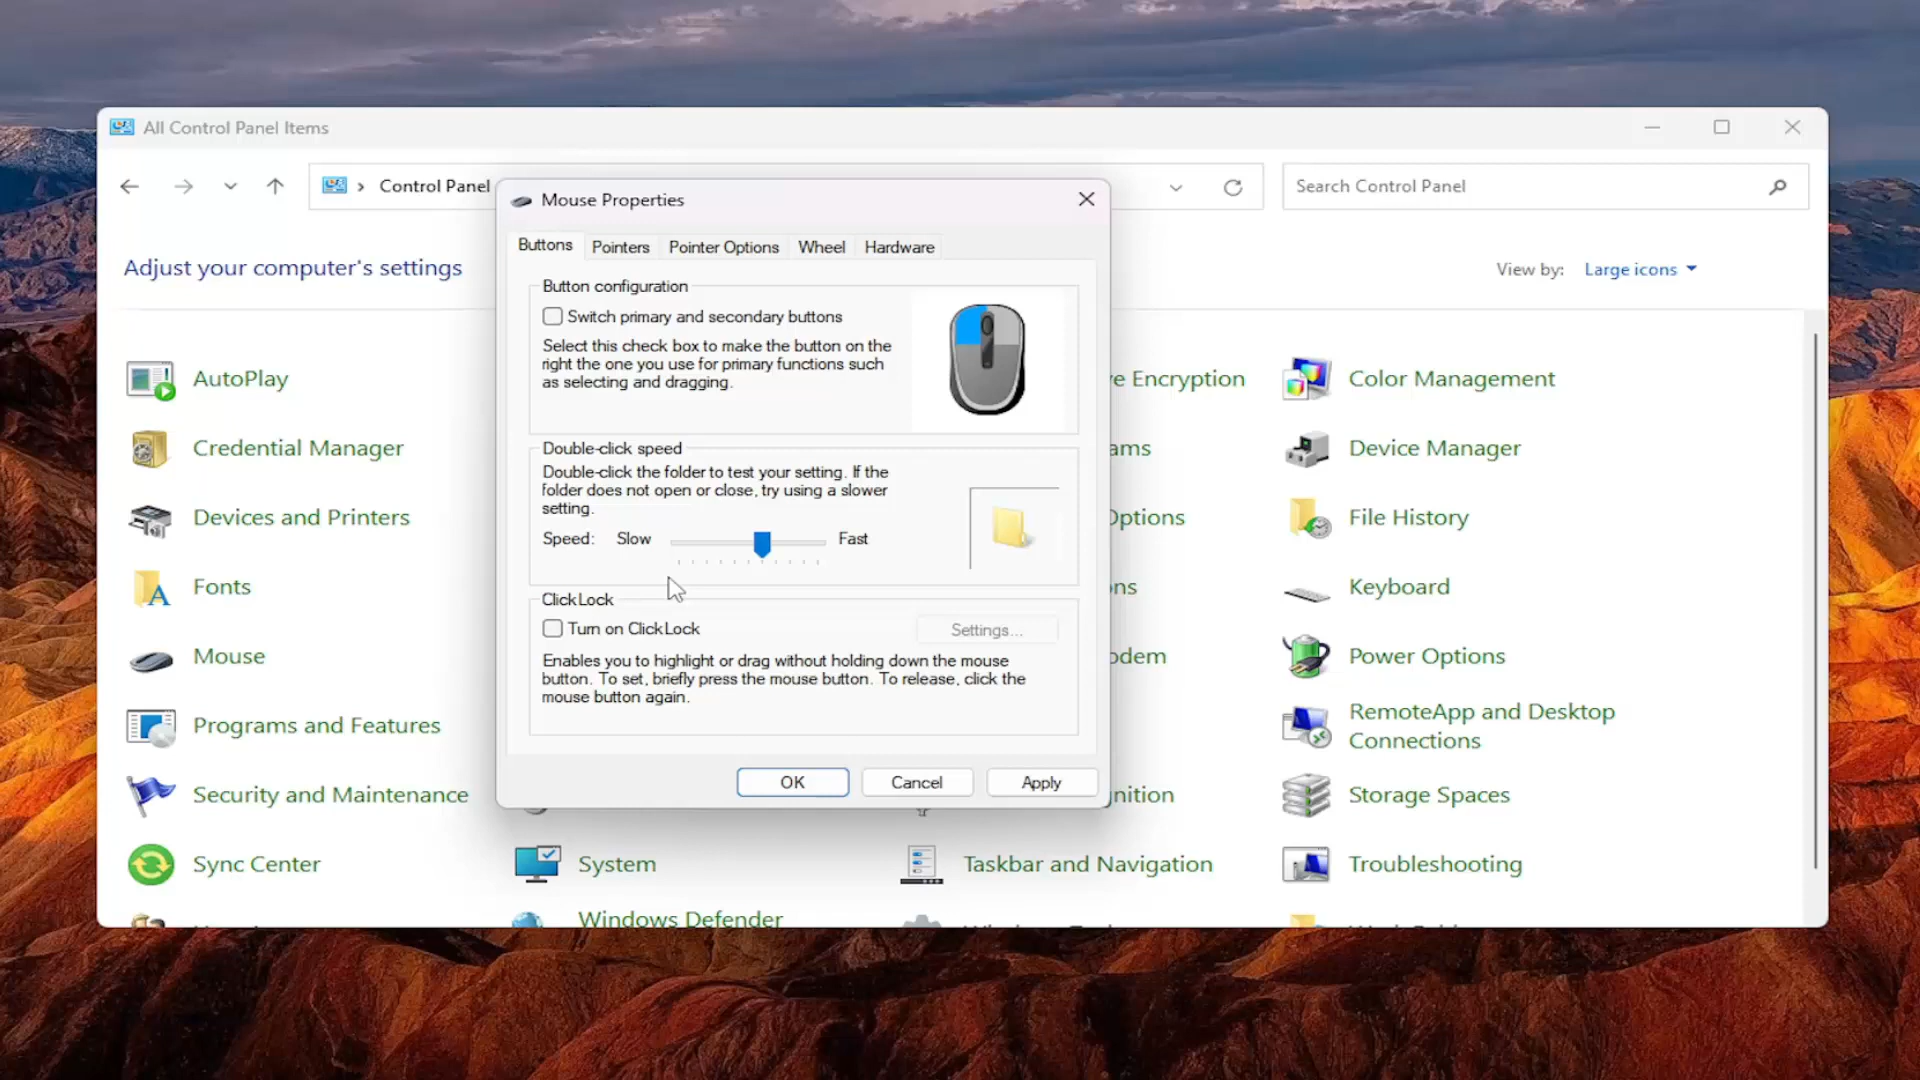 All Control Panel Items
Control Panel
Search Control Panel
Mouse Properties
Buttons
Pointers
Pointer Options
Wheel
Hardware
Adjust your computer's settings
View by:
Large icons
Button configuration
Switch primary and secondary buttons
Select this check box to make the button on the
right the one you use for primary functions such
as selecting and dragging.
Double-click speed
Double-click the folder to test your setting. If the
folder does not open or close, try using a slower
setting.
Speed:
Slow
Fast
ClickLock
Turn on ClickLock
Settings...
Enables you to highlight or drag without holding down the mouse
button. To set, briefly press the mouse button. To release, click the
mouse button again.
OK
Cancel
Apply
AutoPlay
Encryption
Color Management
Credential Manager
Device Manager
Devices and Printers
Options
File History
Fonts
Keyboard
Mouse
Power Options
Programs and Features
RemoteApp and Desktop
Connections
Security and Maintenance
Storage Spaces
Sync Center
System
Taskbar and Navigation
Troubleshooting
Windows Defender